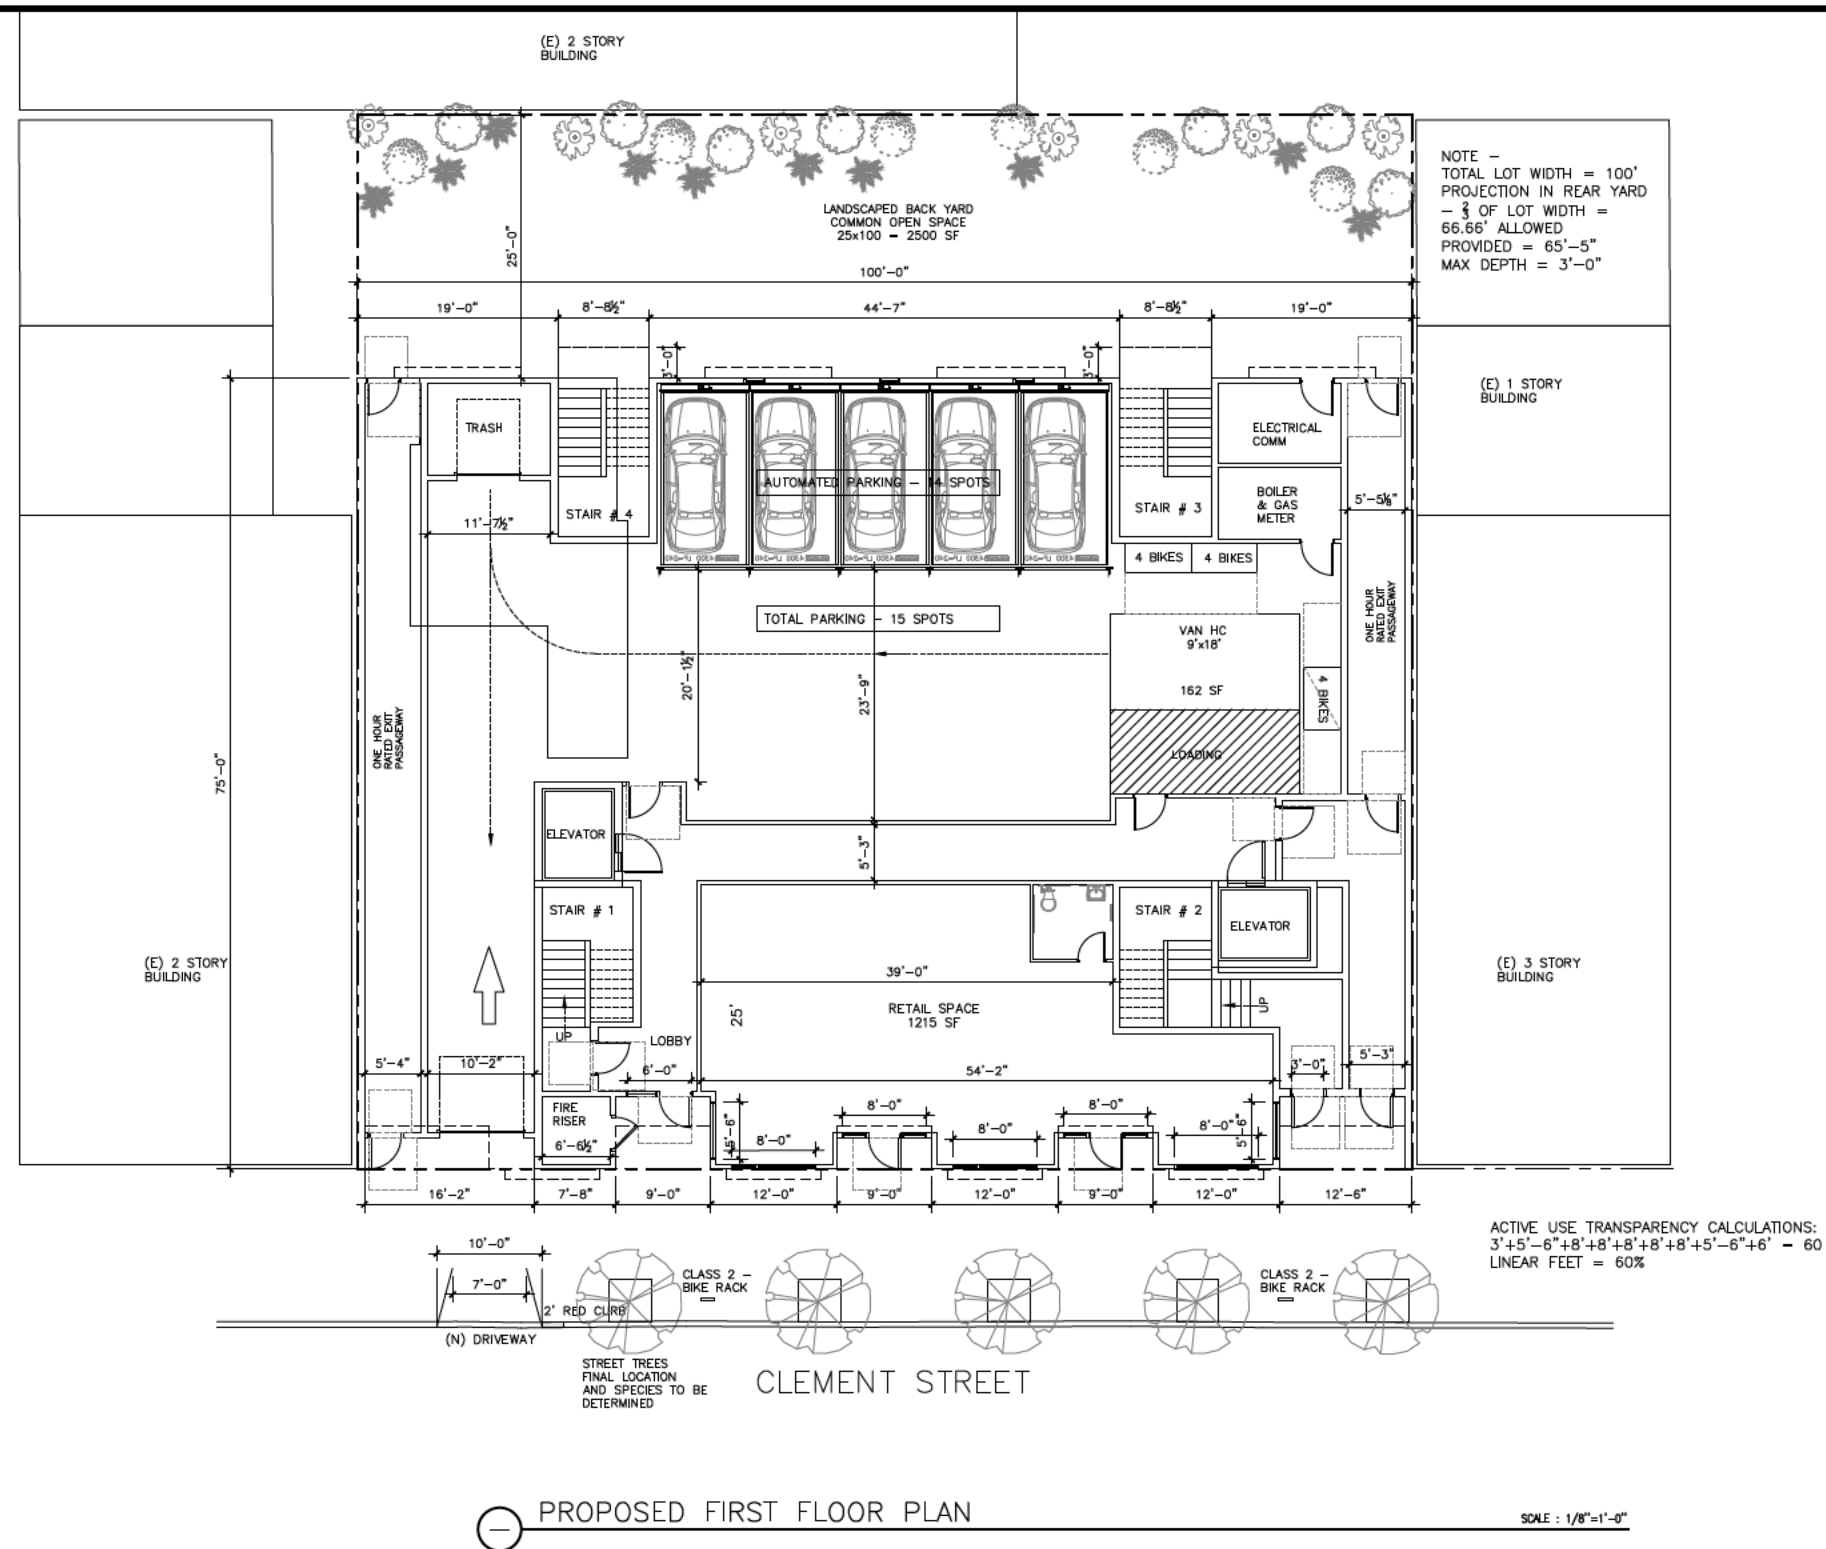 (E) 2 STORY
BUILDING
NOTE –
TOTAL LOT WIDTH = 100'
PROJECTION IN REAR YARD
– 2/3 OF LOT WIDTH =
66.66' ALLOWED
PROVIDED = 65'–5"
MAX DEPTH = 3'–0"
LANDSCAPED BACK YARD
COMMON OPEN SPACE
25x100 – 2500 SF
25'–0"
100'–0"
19'–0"
8'–8½"
44'–7"
8'–8½"
19'–0"
3'–0"
3'–0"
(E) 1 STORY
BUILDING
TRASH
ELECTRICAL
COMM
AUTOMATED PARKING – 14 SPOTS
BOILER
& GAS
METER
5'–5⅛"
STAIR # 4
STAIR # 3
11'–7½"
4 BIKES
4 BIKES
ONE HOUR
RATED EXIT
PASSAGEWAY
TOTAL PARKING – 15 SPOTS
VAN HC
9'x18'
162 SF
4 BIKES
20'–1½"
23'–9"
ONE HOUR
RATED EXIT
PASSAGEWAY
LOADING
75'–0"
ELEVATOR
5'–3"
STAIR # 1
STAIR # 2
ELEVATOR
(E) 2 STORY
BUILDING
(E) 3 STORY
BUILDING
39'–0"
RETAIL SPACE
1215 SF
25'
UP
UP
LOBBY
5'–4"
10'–2"
6'–0"
54'–2"
3'–0"
5'–3"
FIRE
RISER
6'–6½"
5'–6"
8'–0"
8'–0"
8'–0"
8'–0"
8'–0"
5'–6"
16'–2"
7'–8"
9'–0"
12'–0"
9'–0"
12'–0"
9'–0"
12'–0"
12'–6"
ACTIVE USE TRANSPARENCY CALCULATIONS:
3'+5'–6"+8'+8'+8'+8'+8'+5'–6"+6' – 60
LINEAR FEET = 60%
10'–0"
7'–0"
CLASS 2 –
BIKE RACK
CLASS 2 –
BIKE RACK
2' RED CURB
(N) DRIVEWAY
STREET TREES
FINAL LOCATION
AND SPECIES TO BE
DETERMINED
CLEMENT STREET
PROPOSED FIRST FLOOR PLAN
SCALE : 1/8"=1'–0"